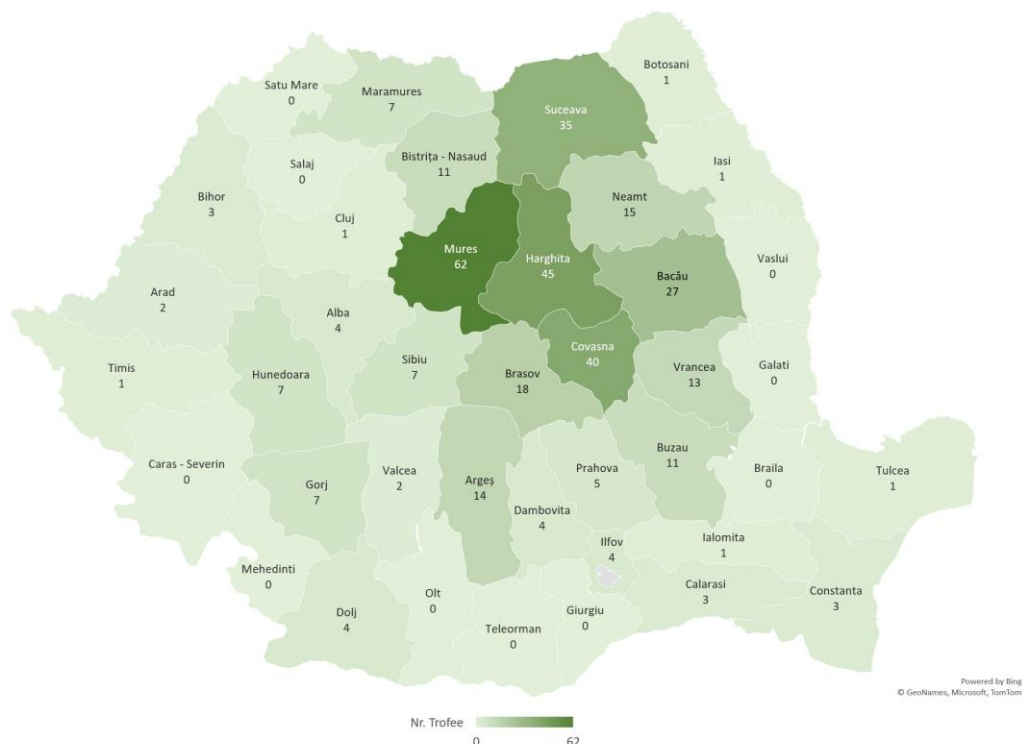 Botosani
1
Satu Mare
0
Maramures
7
Suceava
35
Bistrița - Nasaud
11
Salaj
0
Iasi
1
Bihor
3
Neamt
15
Cluj
1
Mures
62
Harghita
45
Vaslui
0
Bacău
27
Arad
2
Alba
4
Covasna
40
Sibiu
7
Timis
1
Hunedoara
7
Brasov
18
Vrancea
13
Galati
0
Caras - Severin
0
Valcea
2
Gorj
7
Argeș
14
Prahova
5
Buzau
11
Braila
0
Tulcea
1
Dambovita
4
Ilfov
4
Ialomita
1
Mehedinti
0
Calarasi
3
Constanta
3
Olt
0
Dolj
4
Giurgiu
0
Teleorman
0
Powered by Bing
© GeoNames, Microsoft, TomTom
Nr. Trofee
0 62